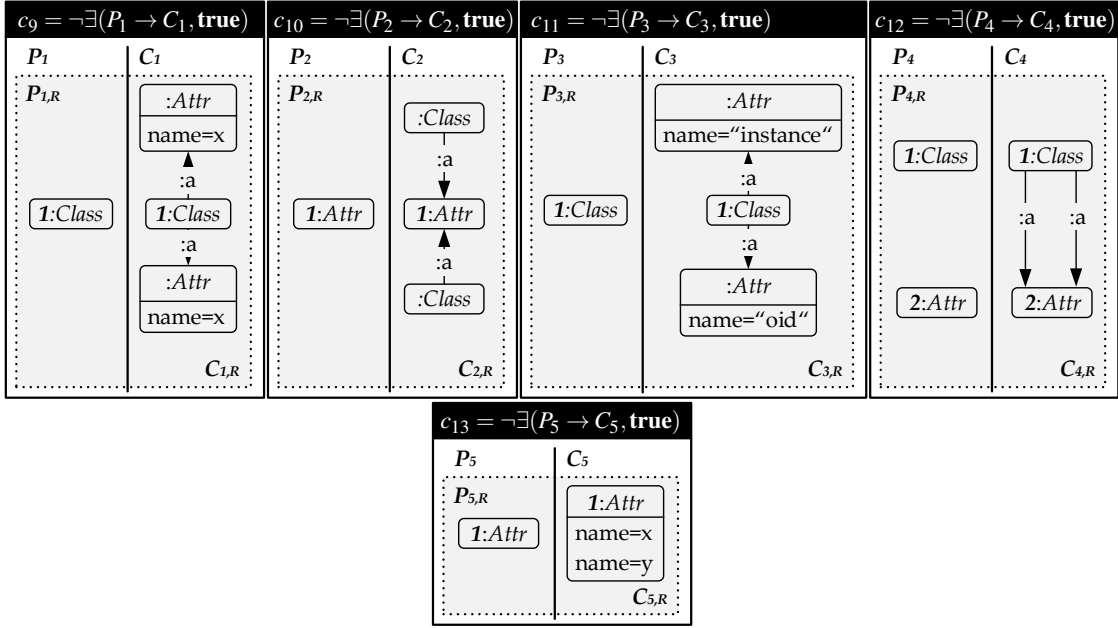 c9 = ¬∃(P1 → C1, true)
P1 C1
P1,R
:Attr
name=x
:a
1:Class
1:Class
:a
:Attr
name=x
C1,R
c10 = ¬∃(P2 → C2, true)
P2 C2
P2,R
:Class
:a
1:Attr
1:Attr
:a
:Class
C2,R
c11 = ¬∃(P3 → C3, true)
P3 C3
P3,R
:Attr
name=“instance“
:a
1:Class
1:Class
:a
:Attr
name=“oid“
C3,R
c12 = ¬∃(P4 → C4, true)
P4 C4
P4,R
1:Class
1:Class
:a :a
2:Attr
2:Attr
C4,R
c13 = ¬∃(P5 → C5, true)
P5 C5
P5,R
1:Attr
1:Attr
name=x
name=y
C5,R